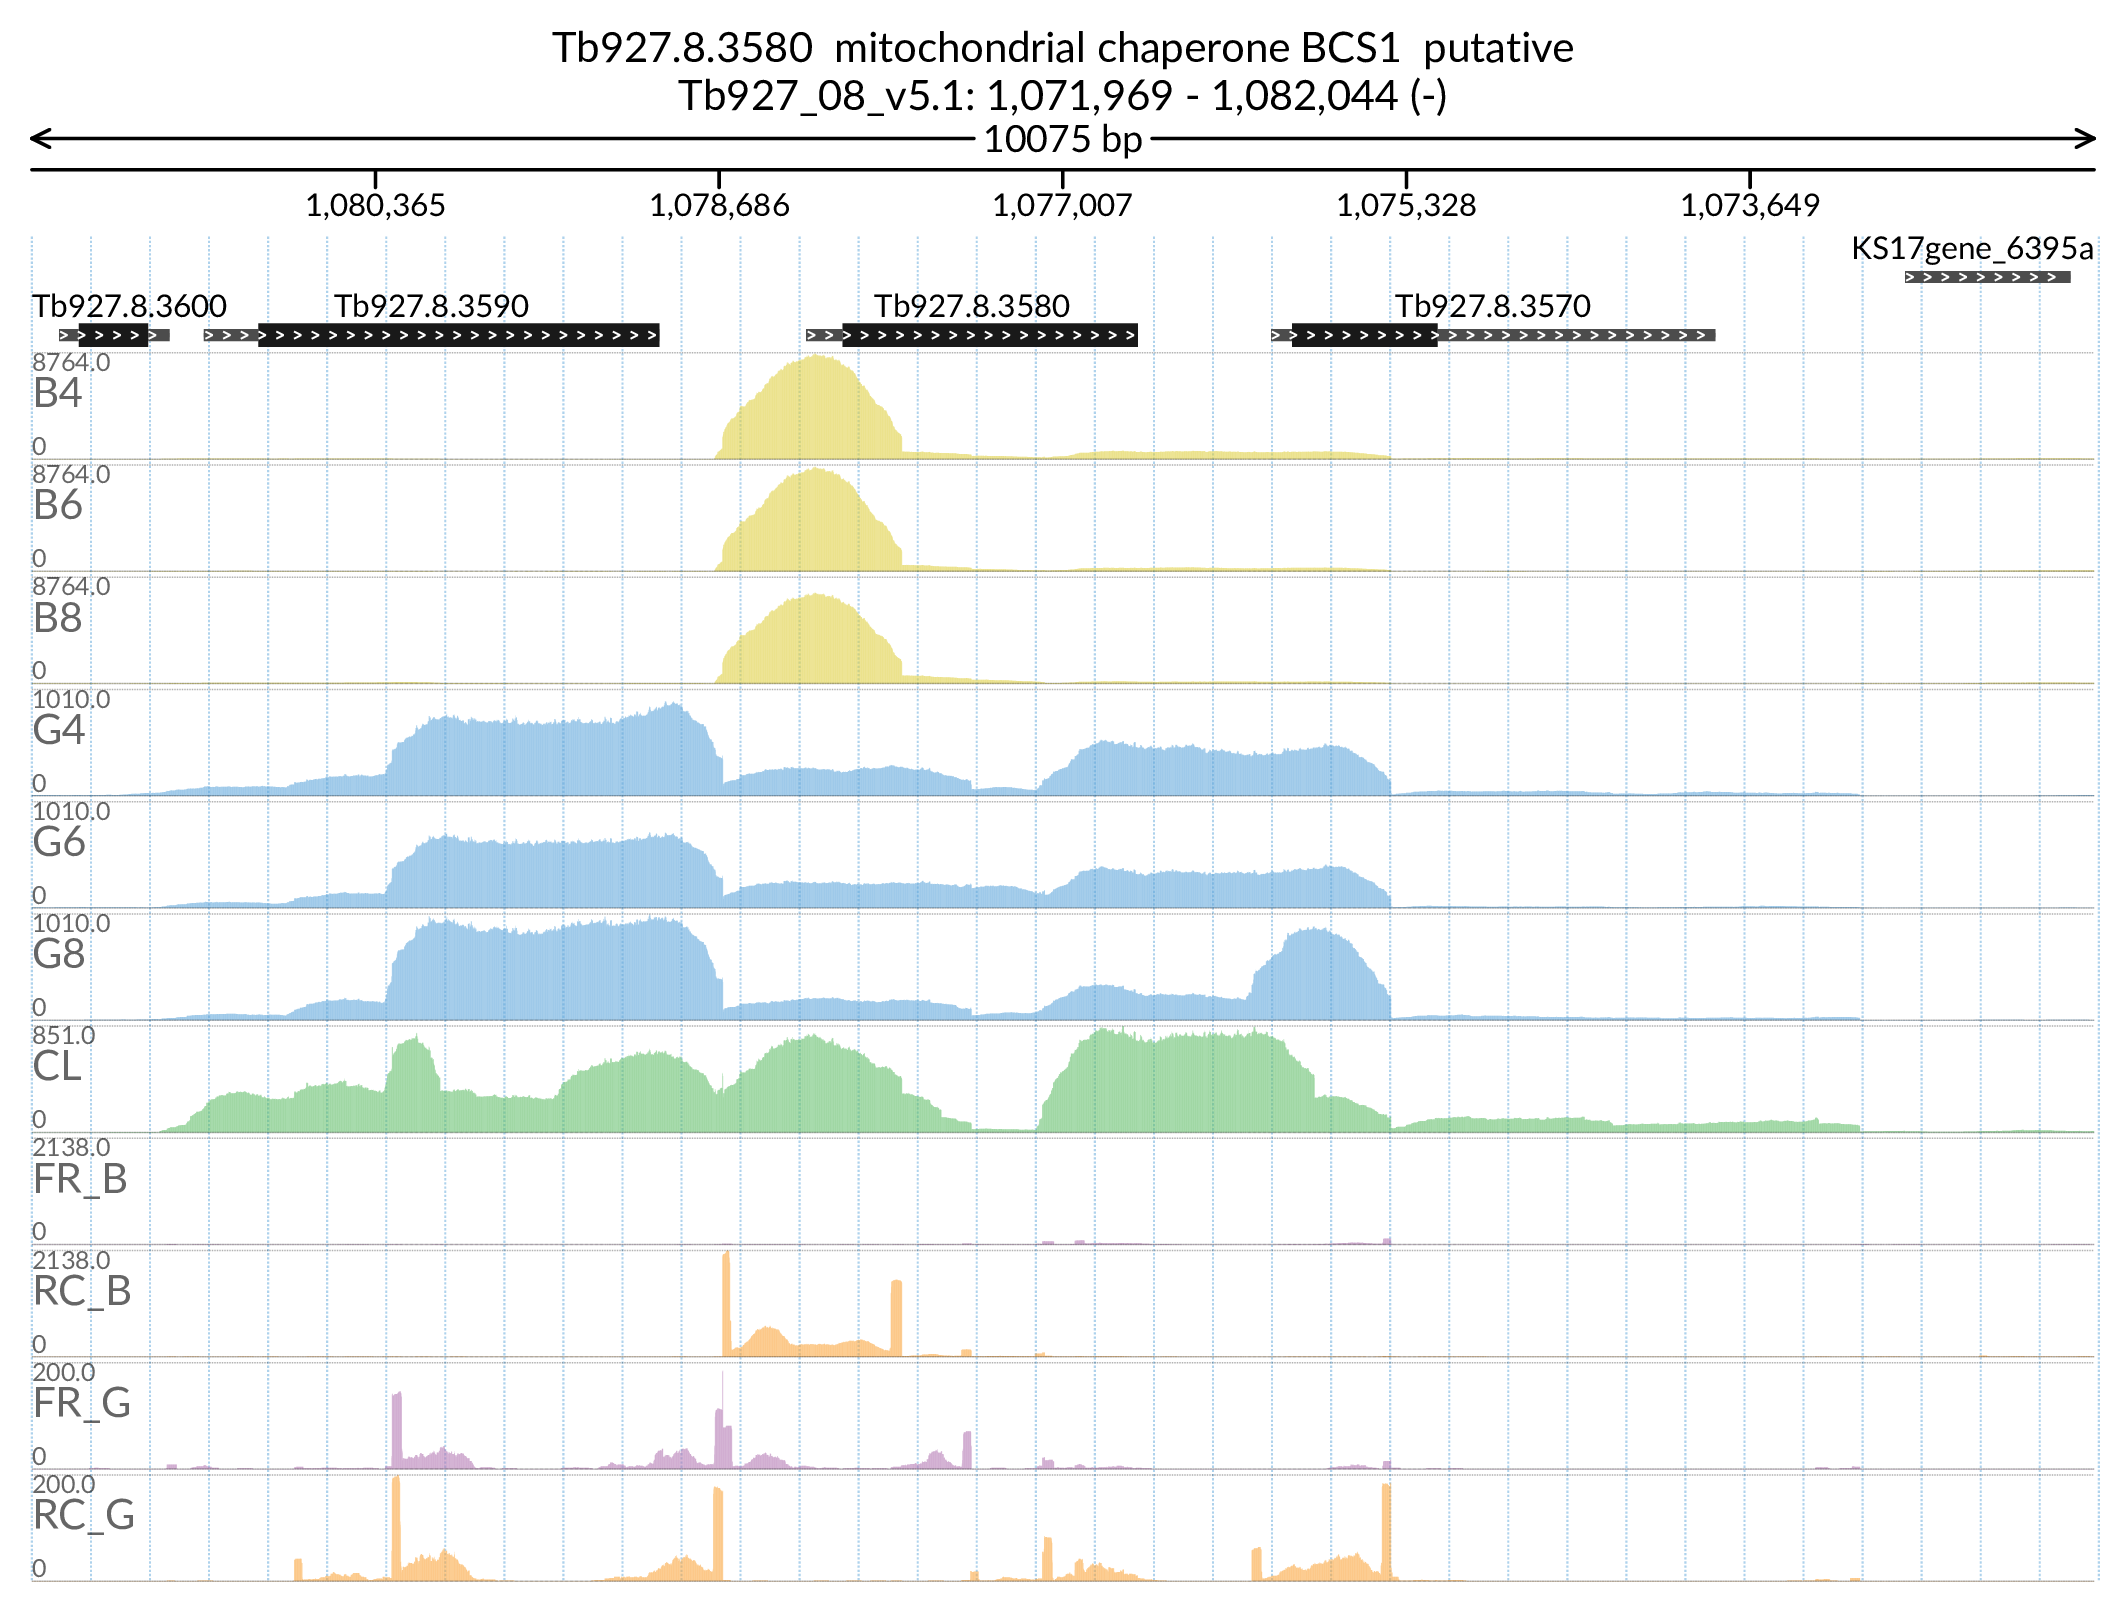 Tb927.8.3580  mitochondrial chaperone BCS1  putative
Tb927_08_v5.1: 1,071,969 - 1,082,044 (-)
10075 bp
1,080,365 1,078,686 1,077,007 1,075,328 1,073,649
KS17gene_6395a
Tb927.8.3600 Tb927.8.3590 Tb927.8.3580 Tb927.8.3570
8764.0
B4
0
8764.0
B6
0
8764.0
B8
0
1010.0
G4
0
1010.0
G6
0
1010.0
G8
0
851.0
CL
0
2138.0
FR_B
0
2138.0
RC_B
0
200.0
FR_G
0
200.0
RC_G
0